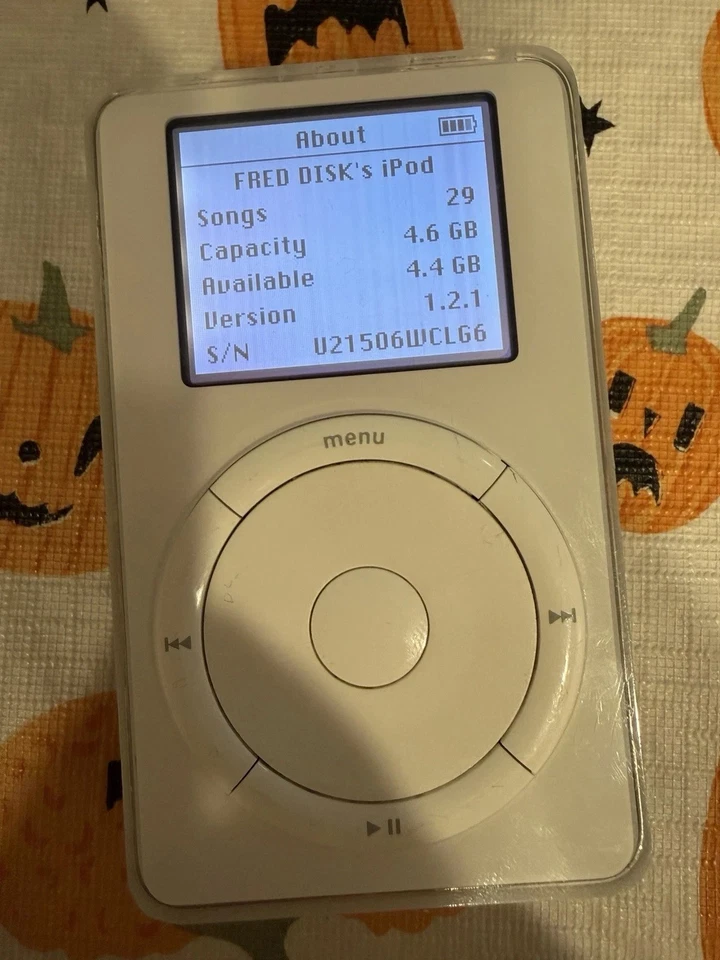 About
FRED DISK's iPod
Songs 29
Capacity 4.6 GB
Available 4.4 GB
Version 1.2.1
S/N U21506WCLG6
menu